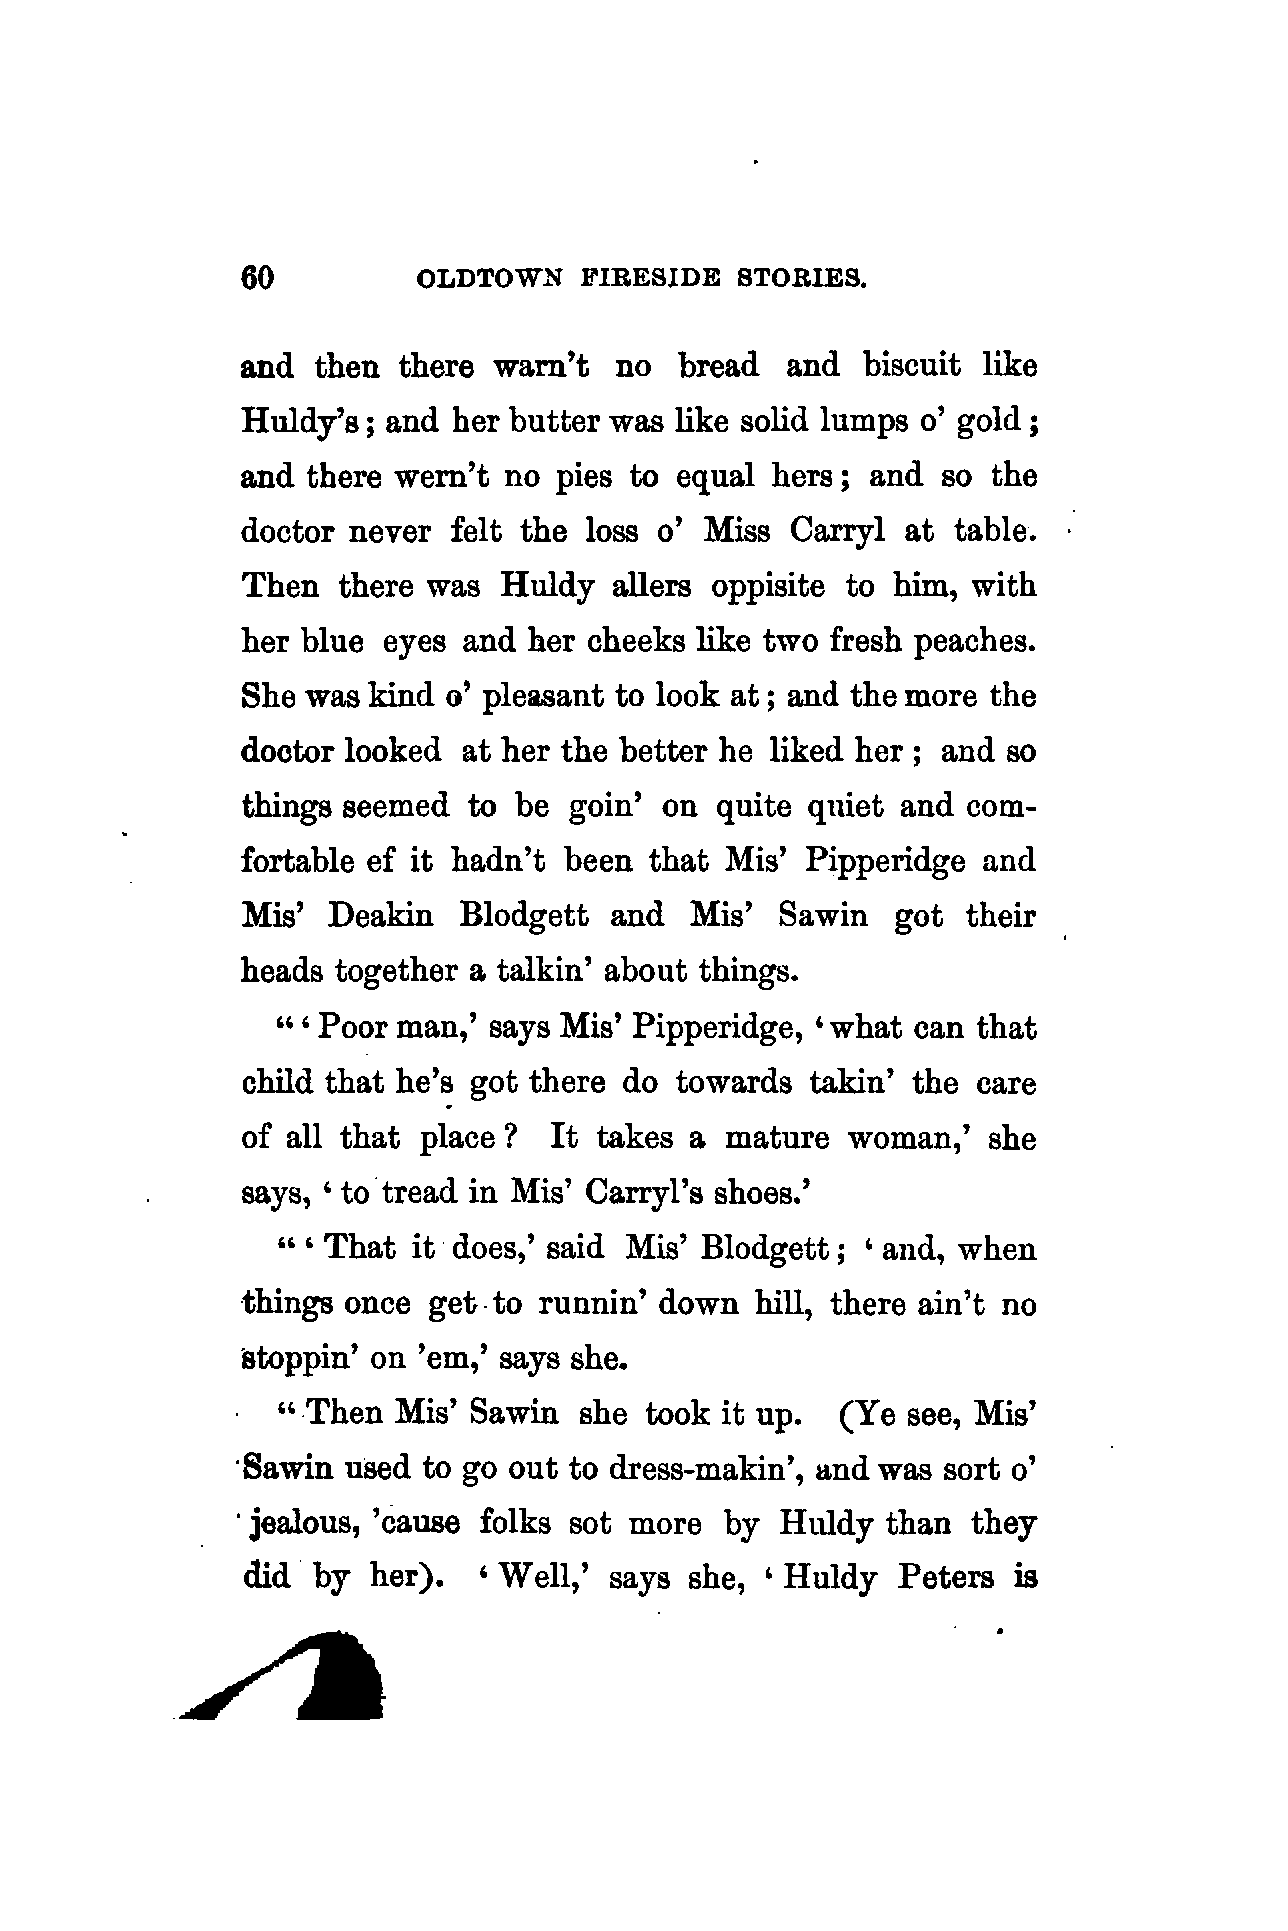 60 OLDTOWN FIRESIDE STORIES.
and then there warn't no bread and biscuit like
Huldy's; and her butter was like solid lumps o' gold;
and there wern't no pies to equal hers; and so the
doctor never felt the loss o' Miss Carryl at table.
Then there was Huldy allers oppisite to him, with
her blue eyes and her cheeks like two fresh peaches.
She was kind o' pleasant to look at; and the more the
doctor looked at her the better he liked her; and so
things seemed to be goin' on quite quiet and com-
fortable ef it hadn't been that Mis' Pipperidge and
Mis' Deakin Blodgett and Mis' Sawin got their
heads together a talkin' about things.
"'Poor man,' says Mis' Pipperidge, 'what can that
child that he's got there do towards takin' the care
of all that place? It takes a mature woman,' she
says, 'to tread in Mis' Carryl's shoes.'
"'That it does,' said Mis' Blodgett; 'and, when
things once get to runnin' down hill, there ain't no
stoppin' on 'em,' says she.
"Then Mis' Sawin she took it up. (Ye see, Mis'
Sawin used to go out to dress-makin', and was sort o'
jealous, 'cause folks sot more by Huldy than they
did by her). 'Well,' says she, 'Huldy Peters is